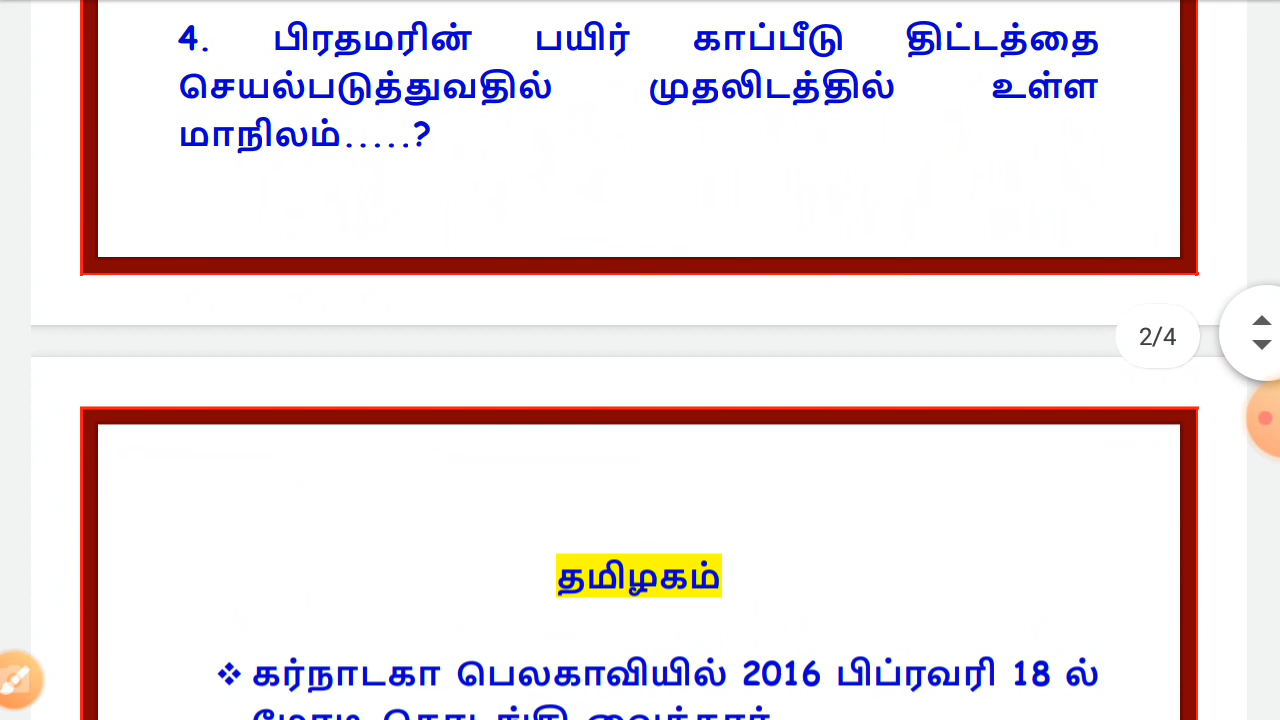 4. பிரதமரின் பயிர் காப்பீடு திட்டத்தை
செயல்படுத்துவதில் முதலிடத்தில் உள்ள
மாநிலம்.....?
2/4
தமிழகம்
❖ கர்நாடகா பெலகாவியில் 2016 பிப்ரவரி 18 ல்